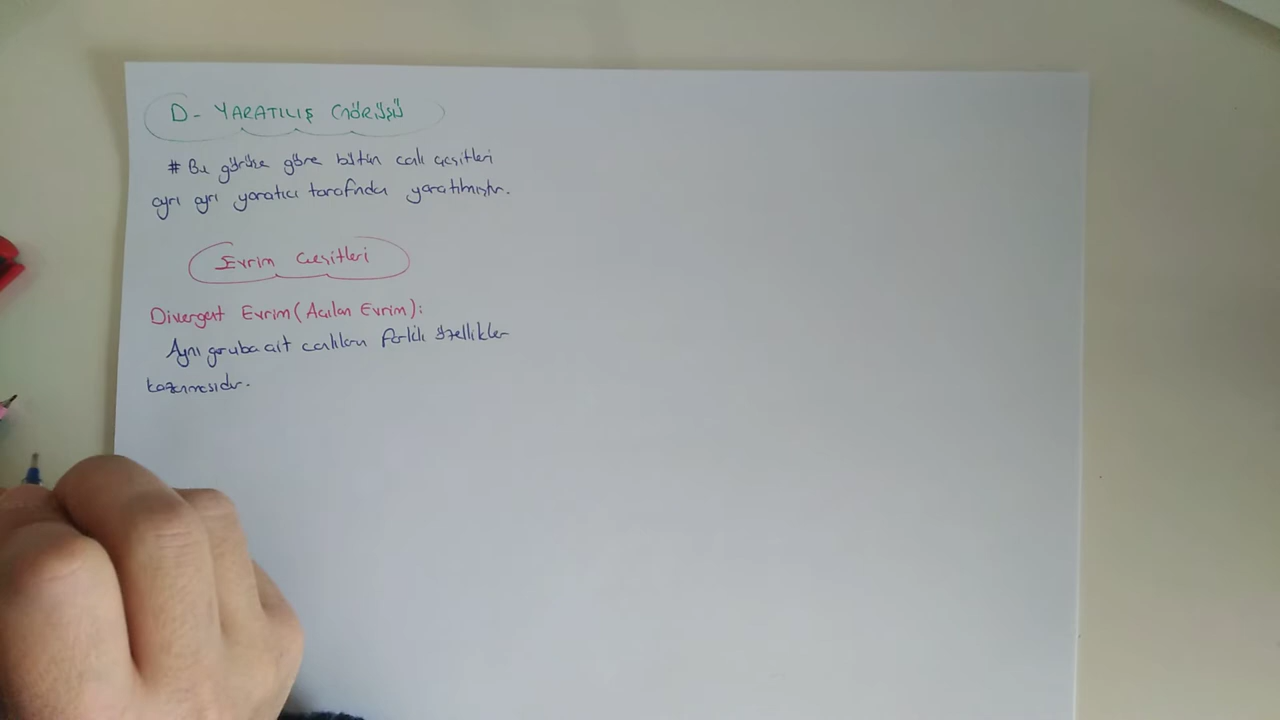 D- YARATILIŞ GÖRÜŞÜ
# Bu görüşe göre bütün canlı çeşitleri
ayrı ayrı yaratıcı tarafından yaratılmıştır.
Evrim Çeşitleri
Divergent Evrim (Açılan Evrim):
Aynı gruba ait canlıların farklı özellikler
kazanmasıdır.